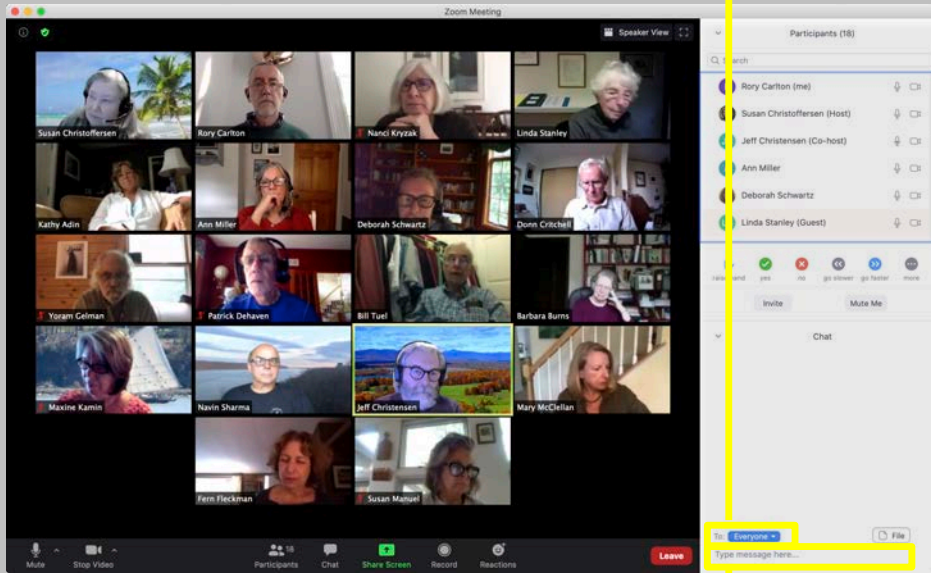 Zoom Meeting
Speaker View
Participants (18)
Search
Susan Christoffersen
Rory Carlton
Nanci Kryzak
Linda Stanley
Kathy Adin
Ann Miller
Deborah Schwartz
Donn Critchell
Yoram Gelman
Patrick Dehaven
Bill Tuel
Barbara Burns
Maxine Kamin
Navin Sharma
Jeff Christensen
Mary McClellan
Fern Fleckman
Susan Manuel
Rory Carlton (me)
Susan Christoffersen (Host)
Jeff Christensen (Co-host)
Ann Miller
Deborah Schwartz
Linda Stanley (Guest)
yes no go slower go faster more
Invite Mute Me
Chat
To: Everyone File
Type message here...
Mute Stop Video Participants 18 Chat Share Screen Record Reactions Leave